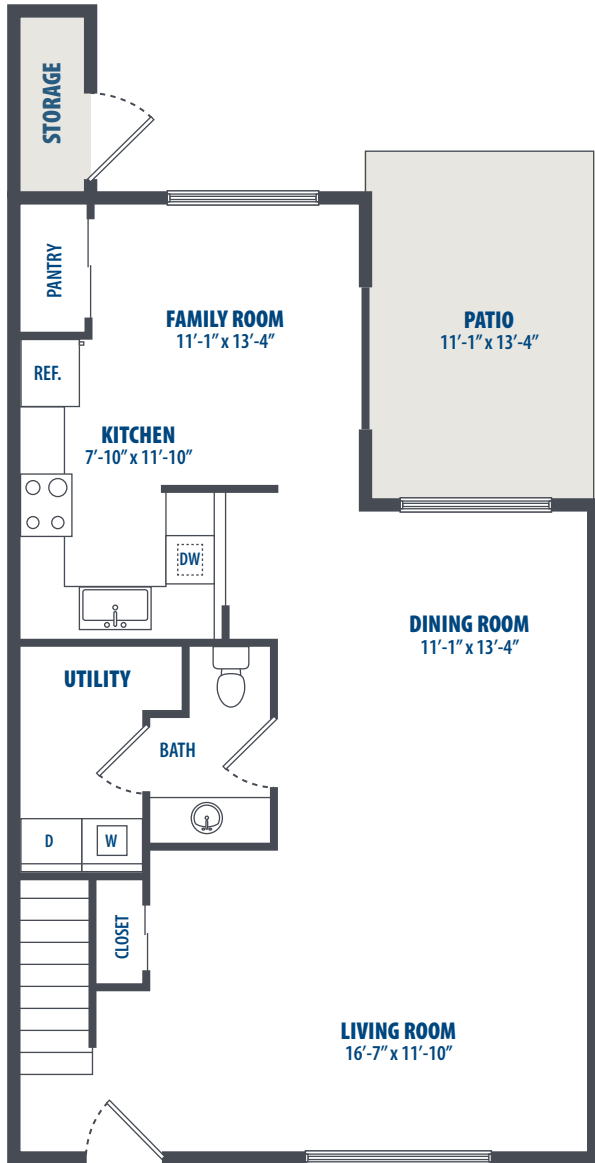 STORAGE
PANTRY
FAMILY ROOM
11'-1" x 13'-4"
PATIO
11'-1" x 13'-4"
REF.
KITCHEN
7'-10" x 11'-10"
DW
DINING ROOM
11'-1" x 13'-4"
UTILITY
BATH
D
W
CLOSET
LIVING ROOM
16'-7" x 11'-10"